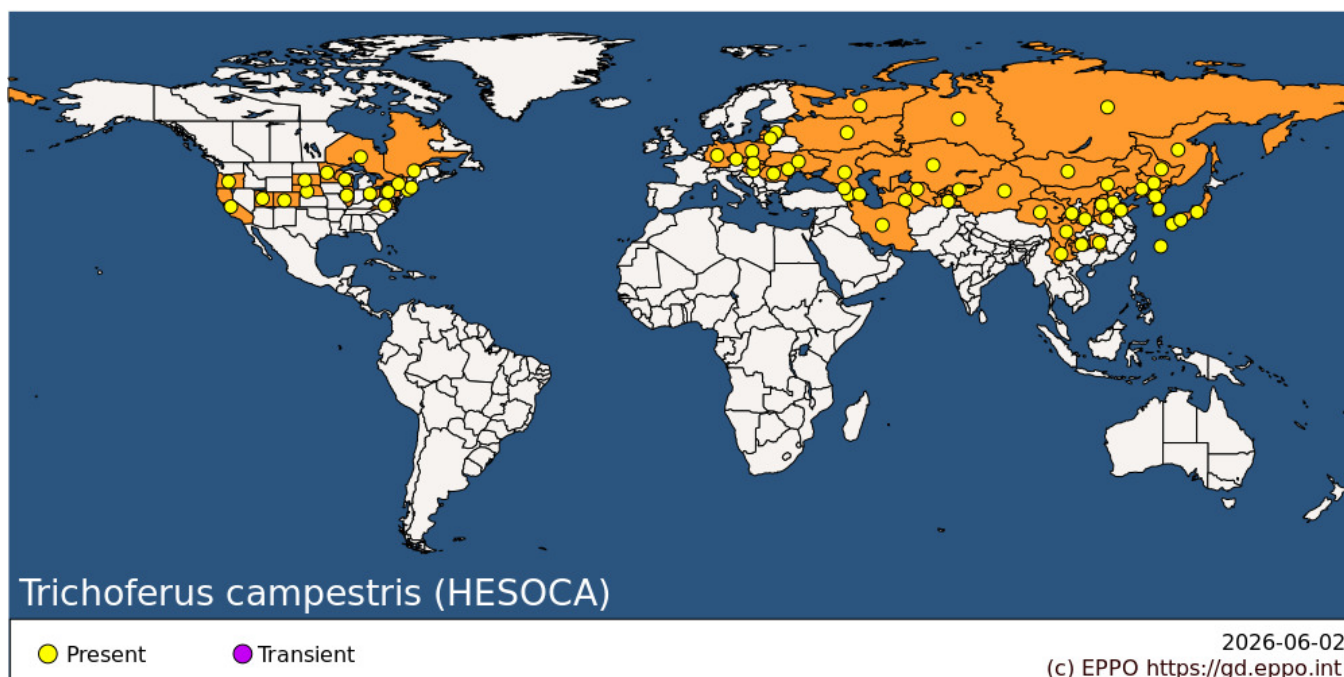 Trichoferus campestris (HESOCA)
Present
Transient
2026-06-02
(c) EPPO https://gd.eppo.int